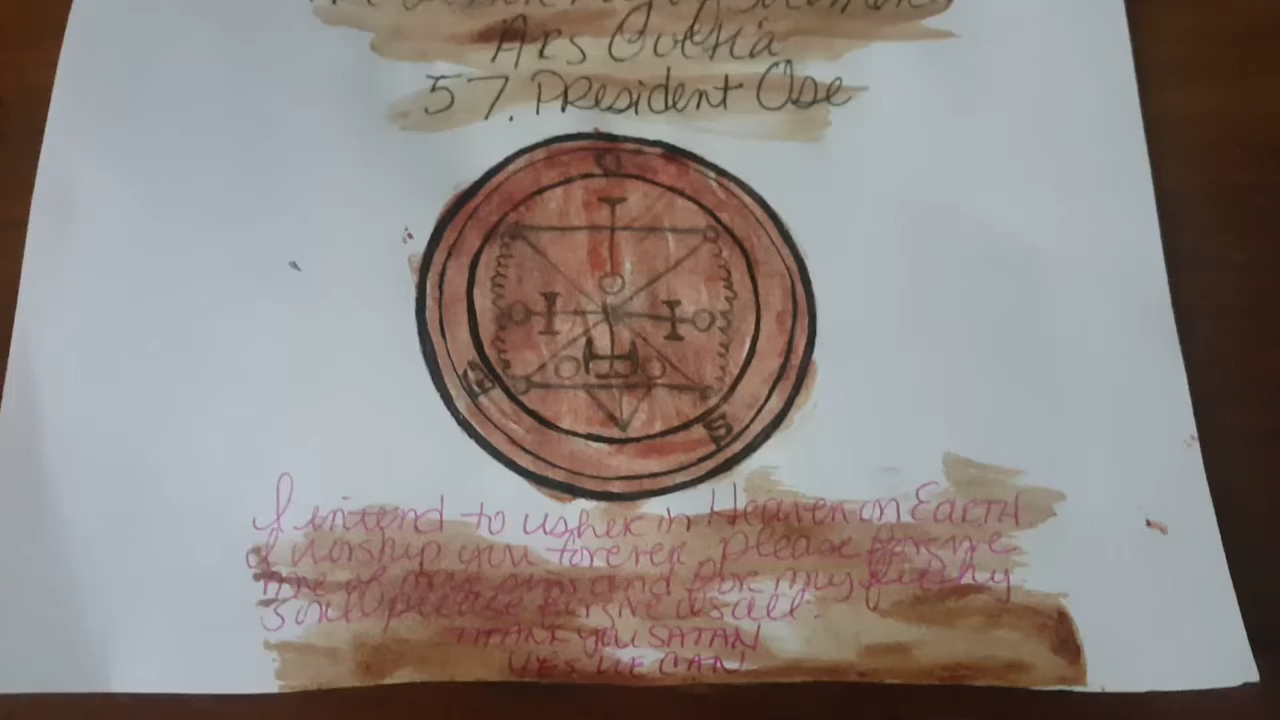 Ars Goetia
57. President Ose
O
E
S
I intend to usher in Heaven on EARTH
I worship you forever please forgive
me of my sins and for my filthy
soul please forgive us all.
THANK YOU SATAN
YES WE CAN